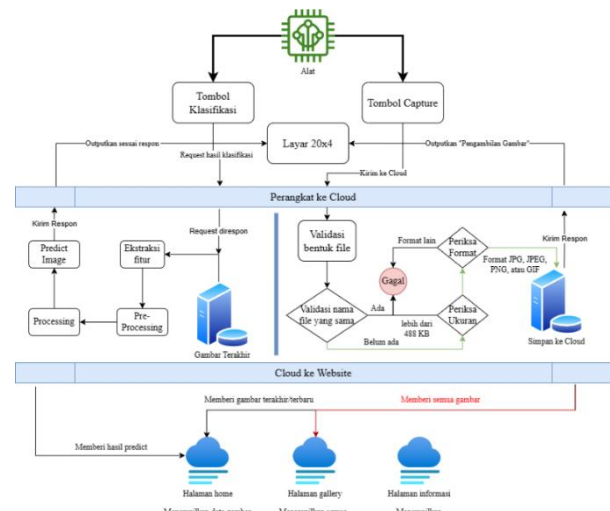 Alat
Tombol
Klasifikasi
Tombol Capture
Layar 20x4
Outputkan sesuai respon
Outputkan "Pengambilan Gambar"
Request hasil klasifikasi
Kirim ke Cloud
Perangkat ke Cloud
Kirim Respon
Request direspon
Kirim Respon
Validasi
bentuk file
Format lain
Periksa
Format
Predict
Image
Ekstraksi
fitur
Gagal
Format JPG, JPEG,
PNG, atau GIF
Processing
Pre-
Processing
Gambar Terakhir
Validasi nama
file yang sama
Ada
lebih dari
488 KB
Periksa
Ukuran
Belum ada
Simpan ke Cloud
Cloud ke Website
Memberi gambar terakhir/terbaru
Memberi semua gambar
Memberi hasil predict
Halaman home
Halaman gallery
Halaman informasi